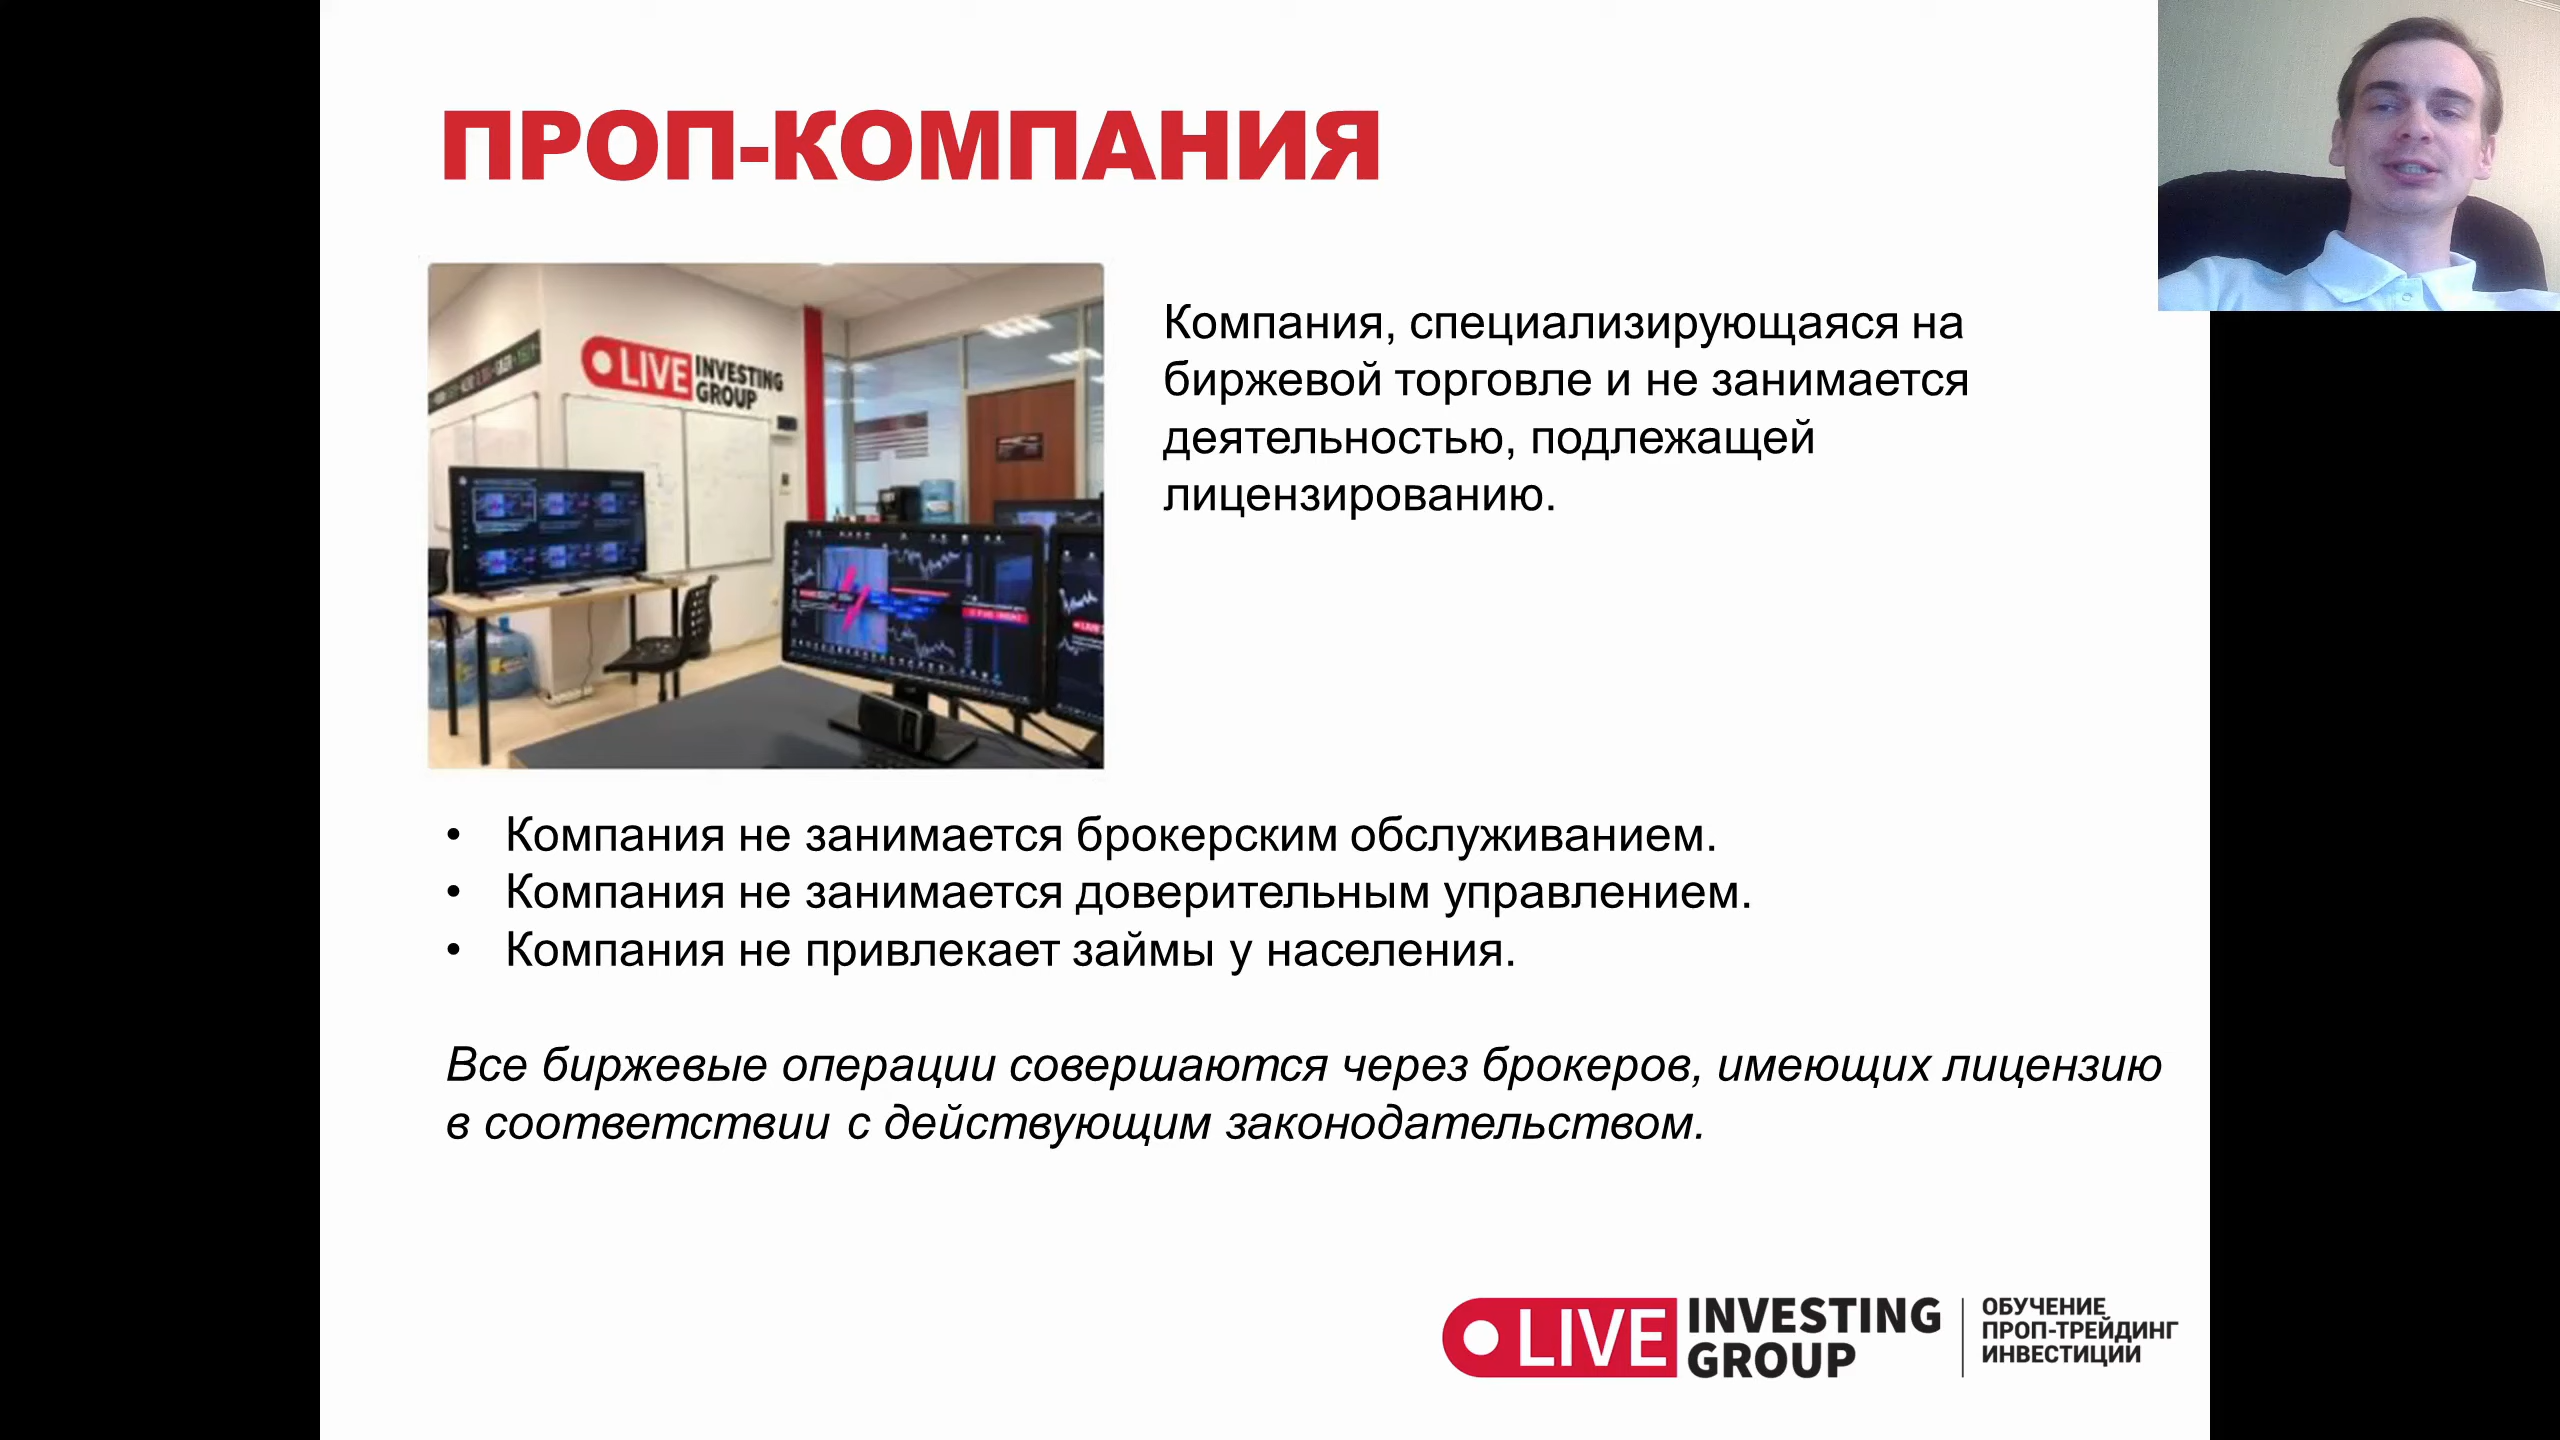 ПРОП-КОМПАНИЯ
LIVE INVESTING
GROUP
Компания, специализирующаяся на
биржевой торговле и не занимается
деятельностью, подлежащей
лицензированию.
• Компания не занимается брокерским обслуживанием.
• Компания не занимается доверительным управлением.
• Компания не привлекает займы у населения.
Все биржевые операции совершаются через брокеров, имеющих лицензию
в соответствии с действующим законодательством.
LIVE INVESTING
GROUP
ОБУЧЕНИЕ
ПРОП-ТРЕЙДИНГ
ИНВЕСТИЦИИ